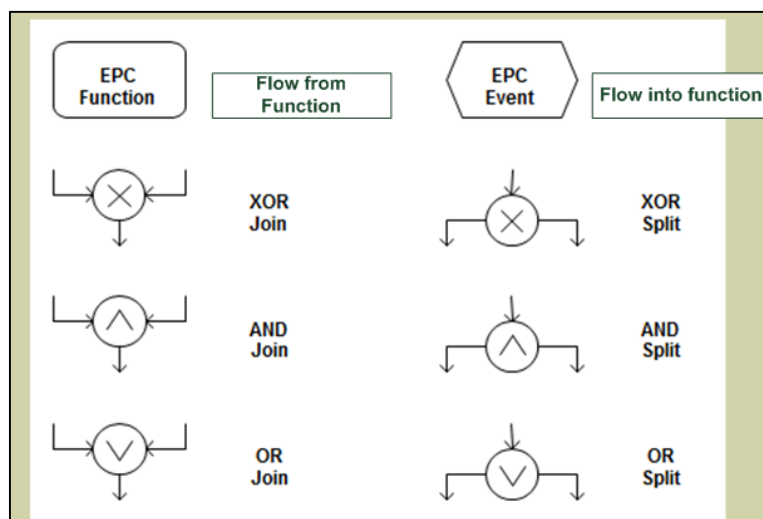 EPC
Function
Flow from
Function
EPC
Event
Flow into function
XOR
Join
XOR
Split
AND
Join
AND
Split
OR
Join
OR
Split